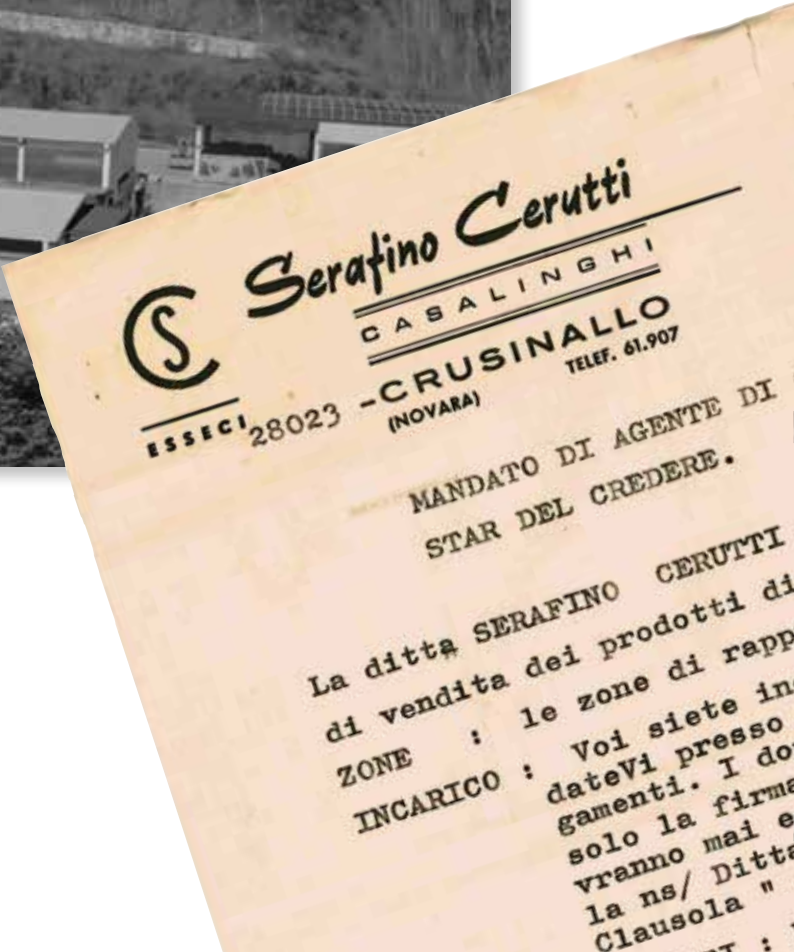 Serafino Cerutti
CASALINGHI
CS
ESSECI
28023 -CRUSINALLO
(NOVARA) TELEF. 61.907
MANDATO DI AGENTE DI
STAR DEL CREDERE.
La ditta SERAFINO CERUTTI
di vendita dei prodotti di
ZONE : le zone di rapp
INCARICO : Voi siete in
dateVi presso
gamenti. I do
solo la firma
vranno mai e
la ns/ Ditta
Clausola "